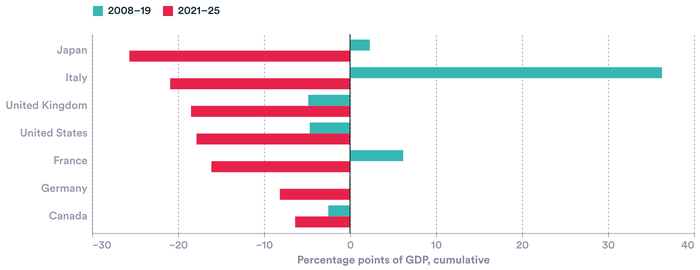 2008–19 2021–25
Japan
Italy
United Kingdom
United States
France
Germany
Canada
−30 −20 −10 0 10 20 30 40
Percentage points of GDP, cumulative